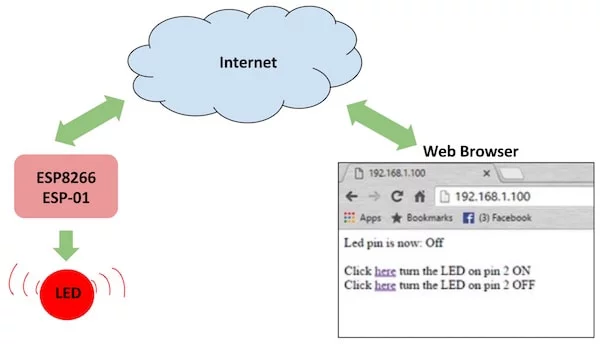 Internet
ESP8266
ESP-01
LED
Web Browser
192.168.1.100
192.168.1.100
Apps Bookmarks (3) Facebook
Led pin is now: Off
Click here turn the LED on pin 2 ON
Click here turn the LED on pin 2 OFF